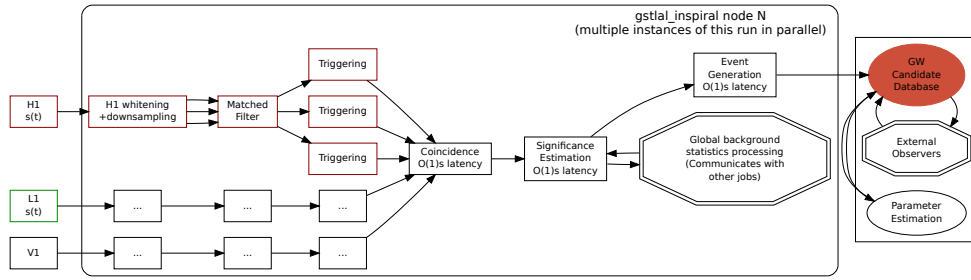 gstlal_inspiral node N
(multiple instances of this run in parallel)
H1
s(t)
H1 whitening
+downsampling
Matched
Filter
Triggering
Triggering
Triggering
Coincidence
O(1)s latency
Significance
Estimation
O(1)s latency
Event
Generation
O(1)s latency
Global background
statistics processing
(Communicates with
other jobs)
GW
Candidate
Database
External
Observers
Parameter
Estimation
L1
s(t)
...
...
...
V1
...
...
...